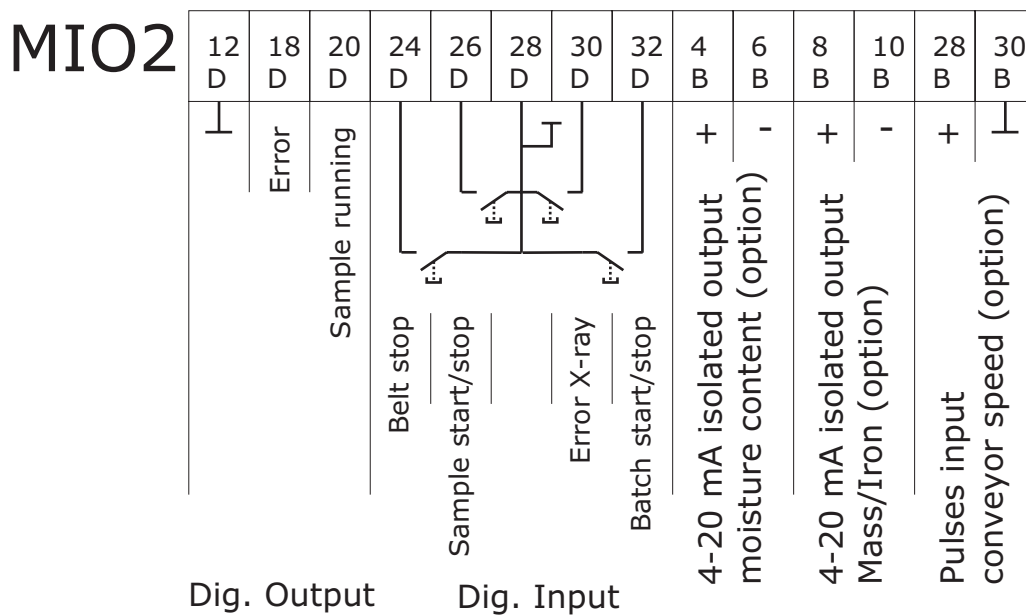 MIO2
12 18 20 24 26 28 30 32 4 6 8 10 28 30
D D D D D D D D B B B B B B
+ - + - +
Error
Sample running
Belt stop
Sample start/stop
Error X-ray
Batch start/stop
4-20 mA isolated output
moisture content (option)
4-20 mA isolated output
Mass/Iron (option)
Pulses input
conveyor speed (option)
Dig. Output
Dig. Input